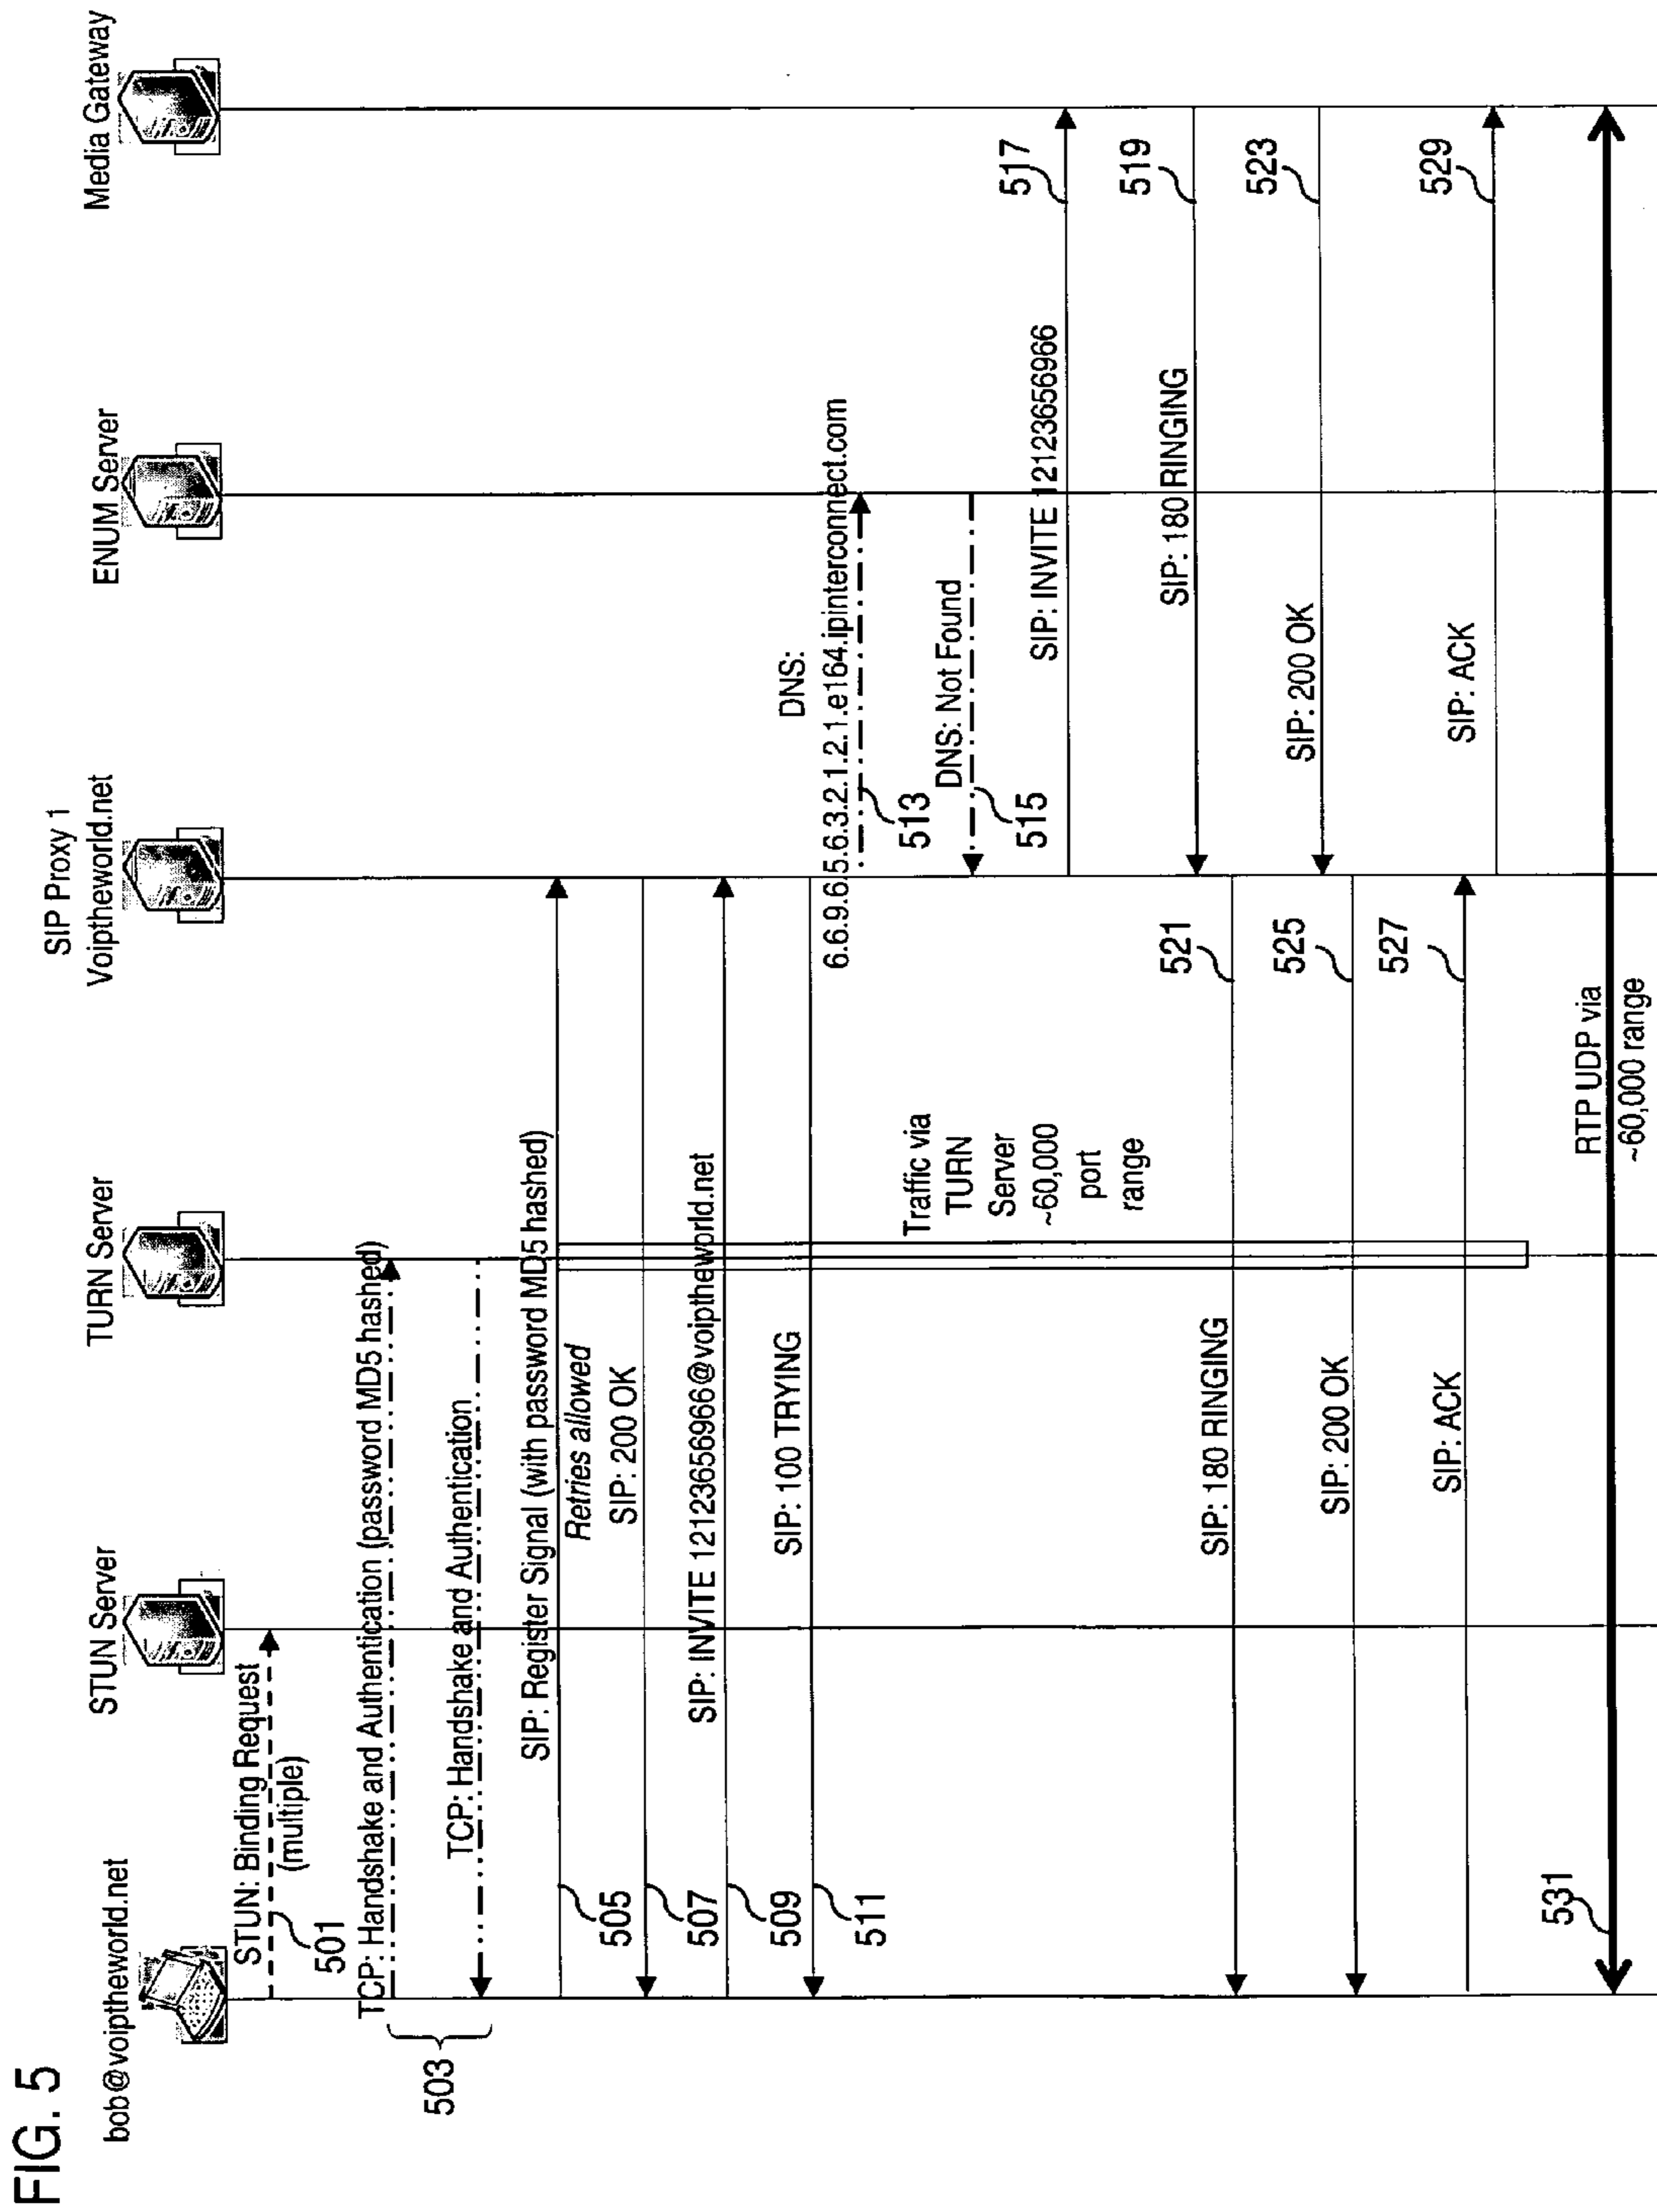 FIG. 5
bob@voiptheworld.net
STUN Server
TURN Server
SIP Proxy 1
Voiptheworld.net
ENUM Server
Media Gateway
STUN: Binding Request
(multiple)
501
TCP: Handshake and Authentication (password MD5 hashed)
503
TCP: Handshake and Authentication
SIP: Register Signal (with password MD5 hashed)
505
Retries allowed
SIP: 200 OK
507
SIP: INVITE 12123656966@voiptheworld.net
509
SIP: 100 TRYING
511
DNS:
6.6.9.6.5.6.3.2.1.2.1.e164.ipinterconnect.com
513
DNS: Not Found
515
Traffic via
TURN
Server
~60,000
port
range
SIP: INVITE 12123656966
517
SIP: 180 RINGING
519
SIP: 180 RINGING
521
SIP: 200 OK
523
SIP: 200 OK
525
SIP: ACK
527
SIP: ACK
529
RTP UDP via
~60,000 range
531